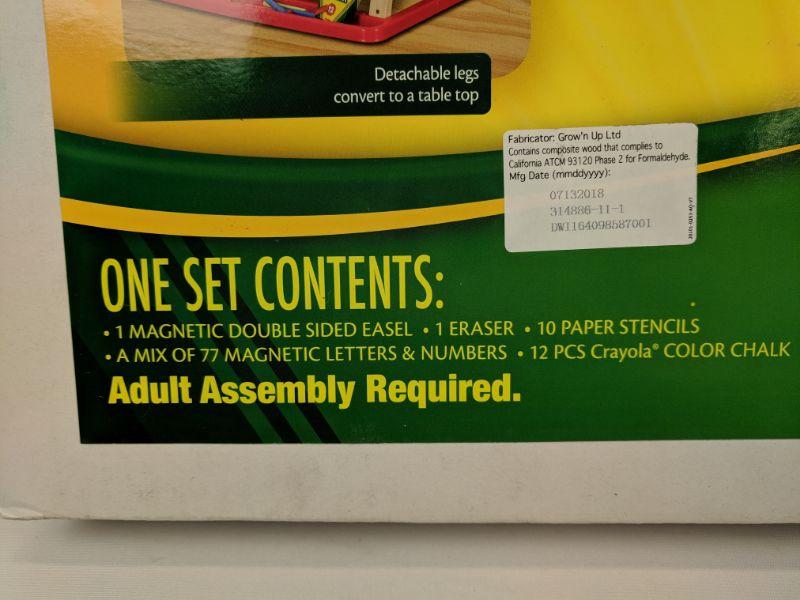 Detachable legs
convert to a table top
Fabricator: Grow'n Up Ltd
Contains composite wood that complies to
California ATCM 93120 Phase 2 for Formaldehyde.
Mfg Date (mmddyyyy):
07132018
314886-11-1
DW1164098587001
ONE SET CONTENTS:
• 1 MAGNETIC DOUBLE SIDED EASEL • 1 ERASER • 10 PAPER STENCILS
• A MIX OF 77 MAGNETIC LETTERS & NUMBERS • 12 PCS Crayola® COLOR CHALK
Adult Assembly Required.